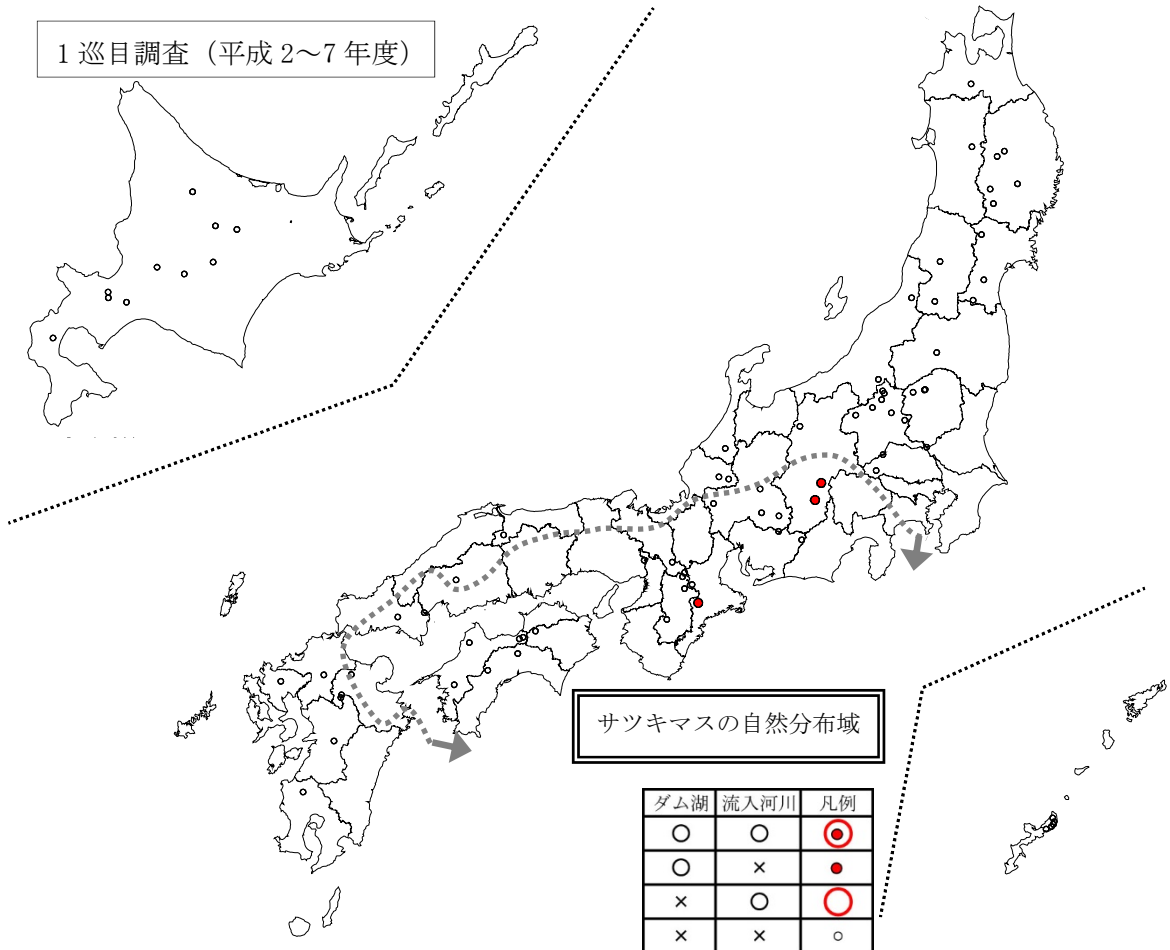 1 巡目調査（平成 2～7 年度）
サツキマスの自然分布域
ダム湖 流入河川 凡例
○ ○
○ ×
× ○
× ×